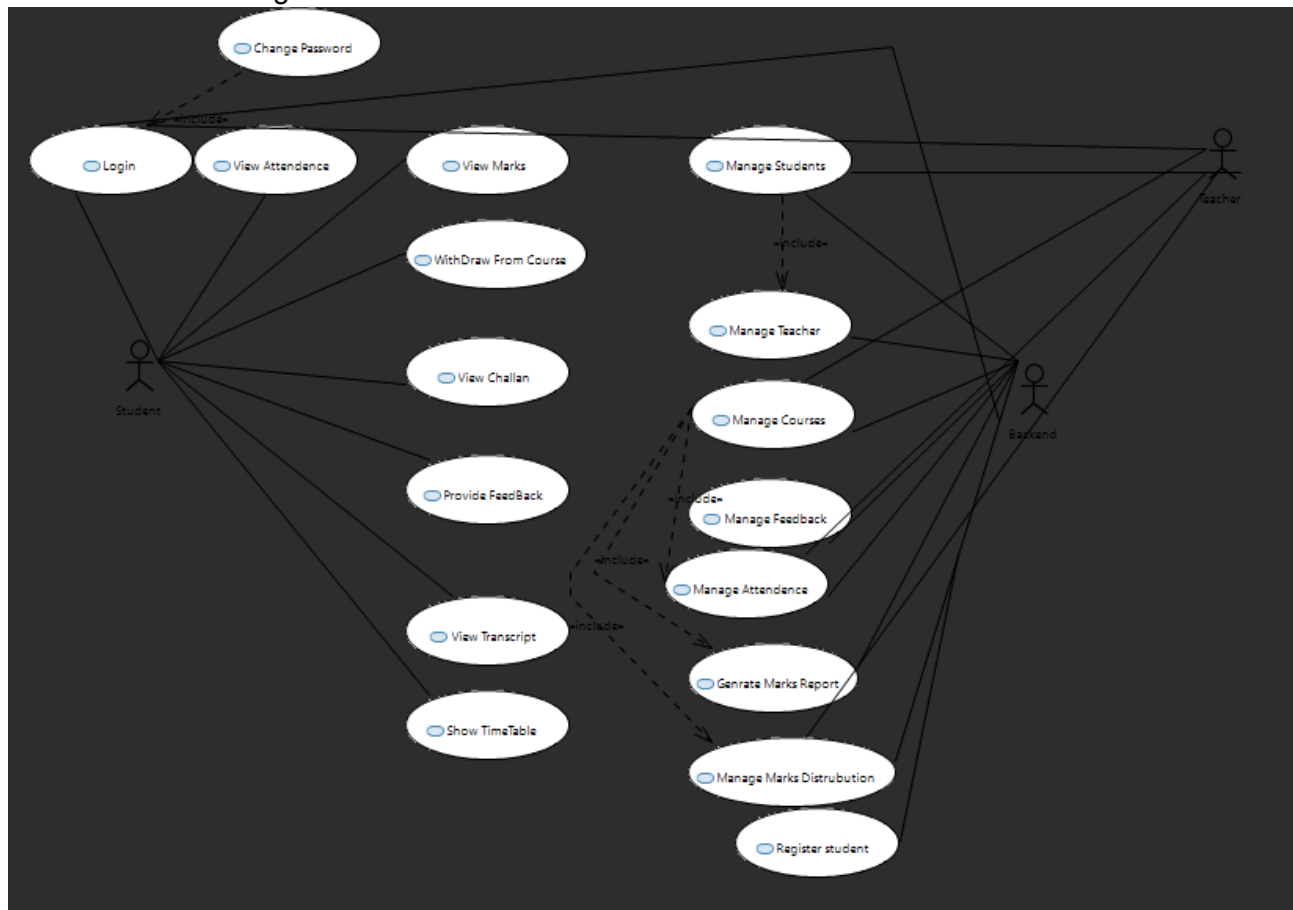 Change Password
«include»
Login
View Attendence
View Marks
Manage Students
Teacher
«include»
WithDraw From Course
Manage Teacher
View Challan
Student
Manage Courses
Backend
«include»
Provide FeedBack
Manage Feedback
«include»
Manage Attendence
«include»
View Transcript
Genrate Marks Report
Show TimeTable
Manage Marks Distrubution
Register student